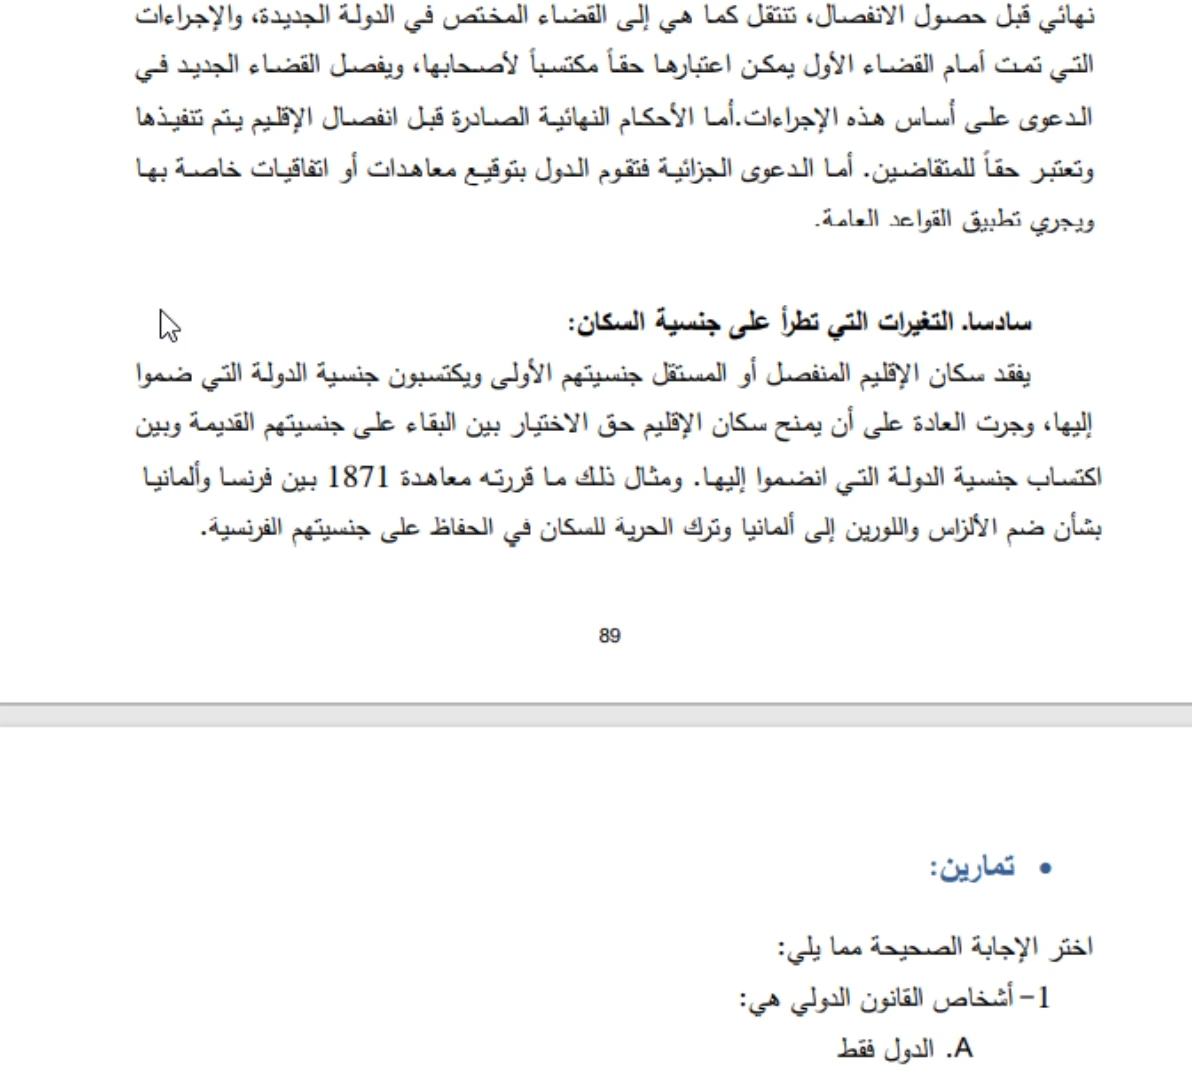 نهائي قبل حصول الانفصال، تنتقل كما هي إلى القضاء المختص في الدولة الجديدة، والإجراءات
التي تمت أمام القضاء الأول يمكن اعتبارها حقاً مكتسباً لأصحابها، ويفصل القضاء الجديد في
الدعوى على أساس هذه الإجراءات.أما الأحكام النهائية الصادرة قبل انفصال الإقليم يتم تنفيذها
وتعتبر حقاً للمتقاضين. أما الدعوى الجزائية فتقوم الدول بتوقيع معاهدات أو اتفاقيات خاصة بها
ويجري تطبيق القواعد العامة.
سادسا. التغيرات التي تطرأ على جنسية السكان:
يفقد سكان الإقليم المنفصل أو المستقل جنسيتهم الأولى ويكتسبون جنسية الدولة التي ضموا
إليها، وجرت العادة على أن يمنح سكان الإقليم حق الاختيار بين البقاء على جنسيتهم القديمة وبين
اكتساب جنسية الدولة التي انضموا إليها. ومثال ذلك ما قررته معاهدة 1871 بين فرنسا وألمانيا
بشأن ضم الألزاس واللورين إلى ألمانيا وترك الحرية للسكان في الحفاظ على جنسيتهم الفرنسية.
89
• تمارين:
اختر الإجابة الصحيحة مما يلي:
1- أشخاص القانون الدولي هي:
A. الدول فقط